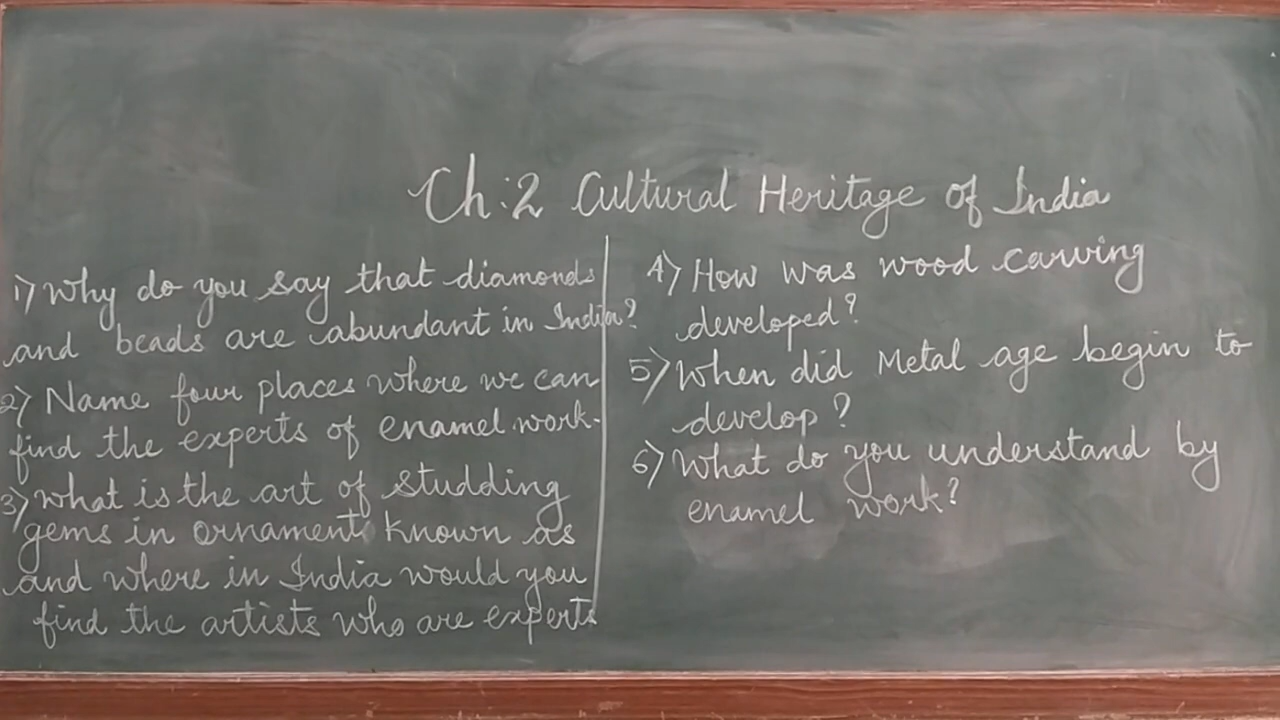 Ch:2 Cultural Heritage of India
1) Why do you say that diamonds
and beads are abundant in India?
2) Name four places where we can
find the experts of enamel work.
3) What is the art of studding
gems in ornaments known as
and where in India would you
find the artists who are experts
4) How was wood carving
developed?
5) When did Metal age begin to
develop?
6) What do you understand by
enamel work?